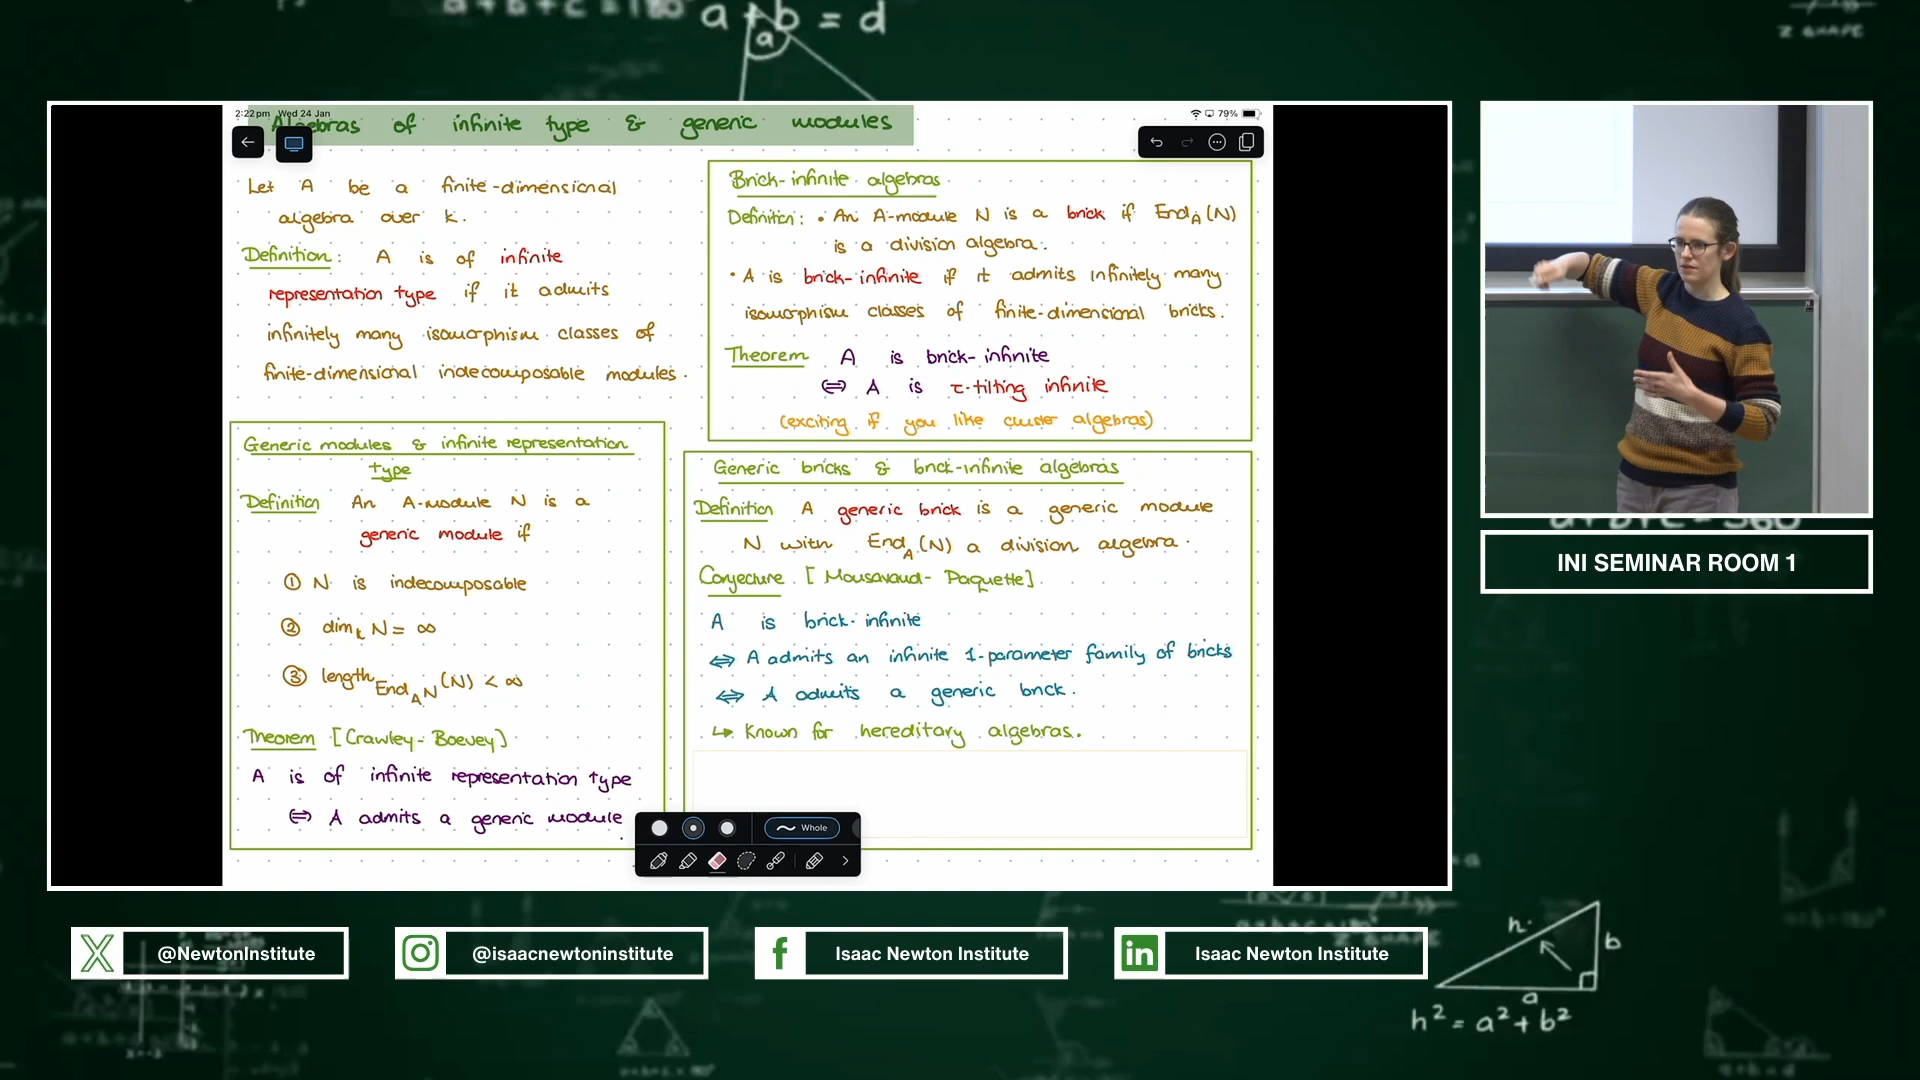 a + b + c = 180°
a + b = d
a
Z SHAPE
2:22 pm Wed 24 Jan
79%
Algebras of infinite type & generic modules
Let A be a finite-dimensional
algebra over k.
Definition: A is of infinite
representation type if it admits
infinitely many isomorphism classes of
finite-dimensional indecomposable modules.
Generic modules & infinite representation
type
Definition An A-module N is a
generic module if
① N is indecomposable
② dim_k N = ∞
③ length_{End_A N}(N) < ∞
Theorem [Crawley-Boevey]
A is of infinite representation type
⇔ A admits a generic module
Brick-infinite algebras
Definition: • An A-module N is a brick if End_A(N)
is a division algebra.
• A is brick-infinite if it admits infinitely many
isomorphism classes of finite-dimensional bricks.
Theorem A is brick-infinite
⇔ A is τ-tilting infinite
(exciting if you like cluster algebras)
Generic bricks & brick-infinite algebras
Definition A generic brick is a generic module
N with End_A(N) a division algebra.
Conjecture [Mousavand-Paquette]
A is brick-infinite
⇔ A admits an infinite 1-parameter family of bricks
⇔ A admits a generic brick.
↳ Known for hereditary algebras.
Whole
INI SEMINAR ROOM 1
@NewtonInstitute
@isaacnewtoninstitute
Isaac Newton Institute
in
Isaac Newton Institute
h
b
a
h² = a² + b²